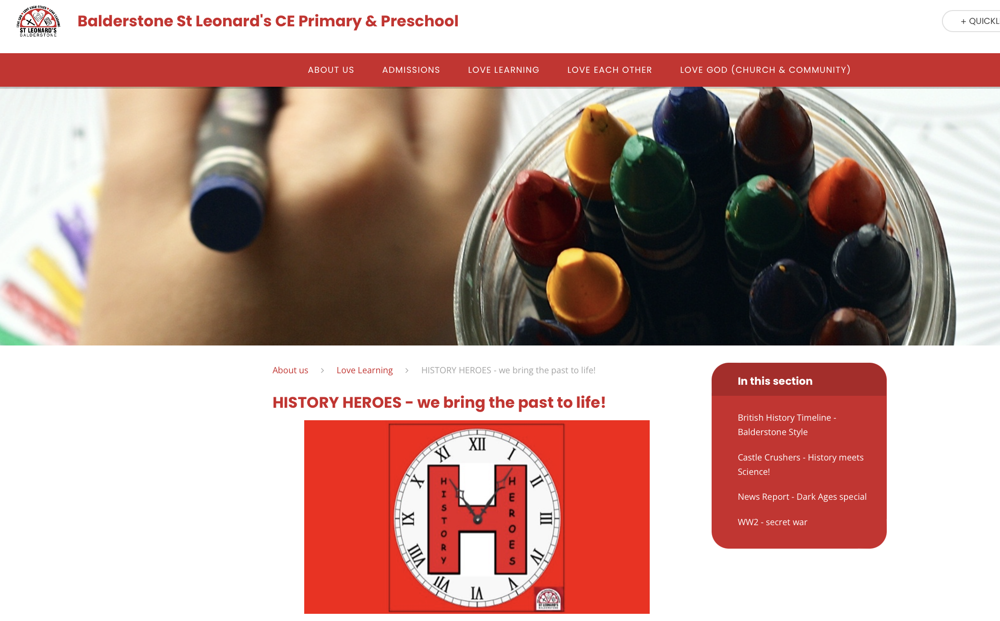 LOVE GOD ♥ LOVE EACH OTHER ♥ LOVE LEARNING
ST LEONARD'S
BALDERSTONE
Balderstone St Leonard's CE Primary & Preschool
+ QUICKL
ABOUT US
ADMISSIONS
LOVE LEARNING
LOVE EACH OTHER
LOVE GOD (CHURCH & COMMUNITY)
About us > Love Learning > HISTORY HEROES - we bring the past to life!
HISTORY HEROES - we bring the past to life!
XII
I
II
III
IV
V
VI
VII
VIII
IX
X
XI
HISTORY
HEROES
ST LEONARD'S
BALDERSTONE
In this section
British History Timeline -
Balderstone Style
Castle Crushers - History meets
Science!
News Report - Dark Ages special
WW2 - secret war